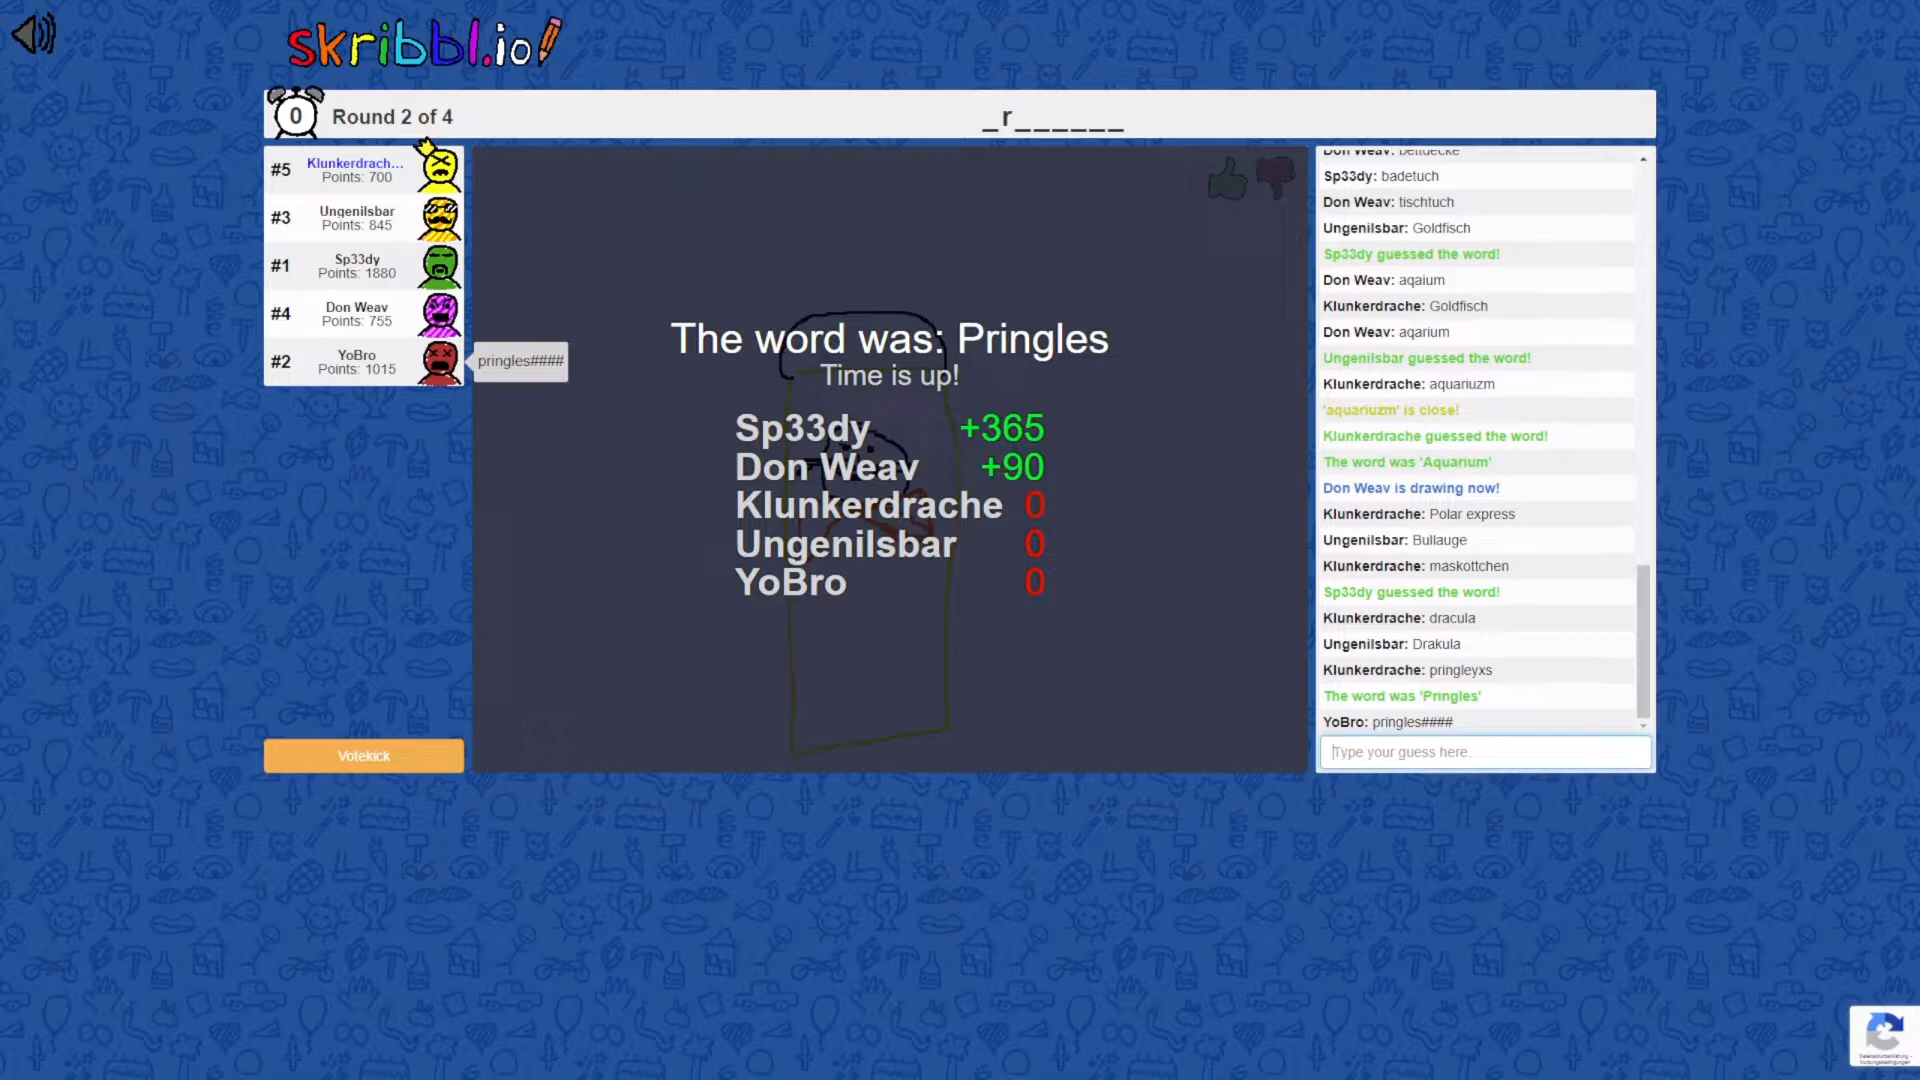 skribbl.io
0
Round 2 of 4
_r______
#5
Klunkerdrach...
Points: 700
#3
Ungenilsbar
Points: 845
#1
Sp33dy
Points: 1880
#4
Don Weav
Points: 755
#2
YoBro
Points: 1015
pringles####
Votekick
The word was: Pringles
Time is up!
Sp33dy +365
Don Weav +90
Klunkerdrache 0
Ungenilsbar 0
YoBro 0
Don Weav: bettdecke
Sp33dy: badetuch
Don Weav: tischtuch
Ungenilsbar: Goldfisch
Sp33dy guessed the word!
Don Weav: aqaium
Klunkerdrache: Goldfisch
Don Weav: aqarium
Ungenilsbar guessed the word!
Klunkerdrache: aquariuzm
'aquariuzm' is close!
Klunkerdrache guessed the word!
The word was 'Aquarium'
Don Weav is drawing now!
Klunkerdrache: Polar express
Ungenilsbar: Bullauge
Klunkerdrache: maskottchen
Sp33dy guessed the word!
Klunkerdrache: dracula
Ungenilsbar: Drakula
Klunkerdrache: pringleyxs
The word was 'Pringles'
YoBro: pringles####
Type your guess here...